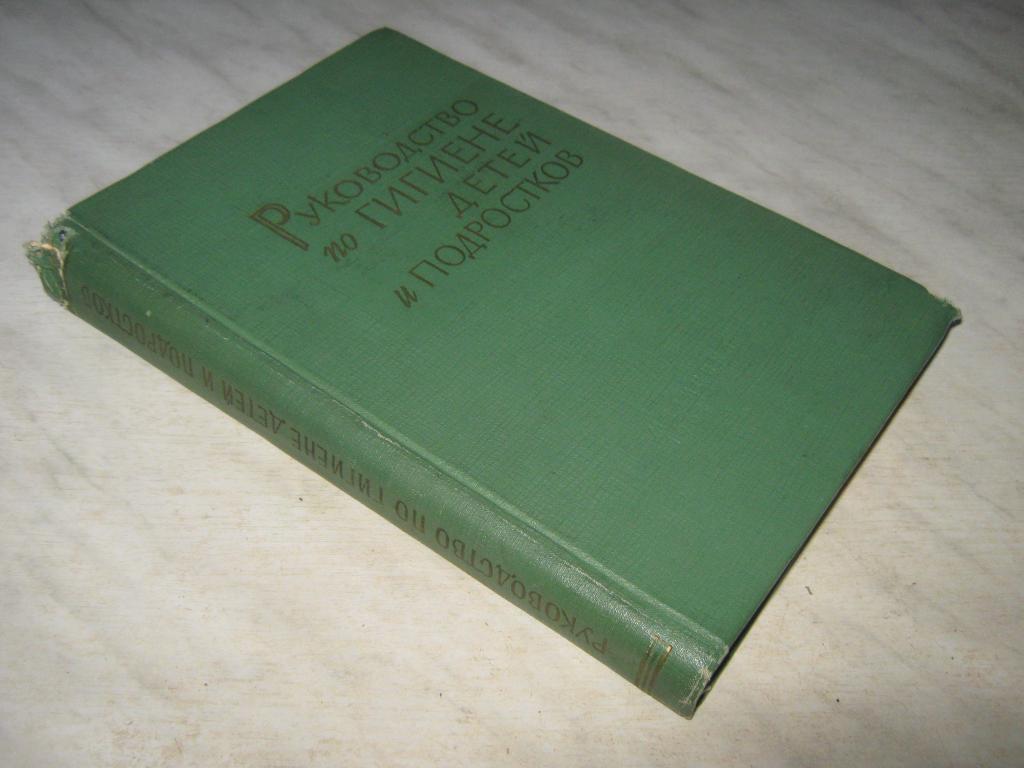 Руководство
по ГИГИЕНЕ
ДЕТЕЙ
и ПОДРОСТКОВ
РУКОВОДСТВО ПО ГИГИЕНЕ ДЕТЕЙ И ПОДРОСТКОВ